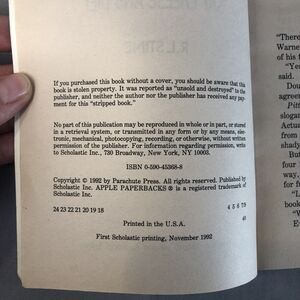 If you purchased this book without a cover, you should be aware that this
book is stolen property. It was reported as "unsold and destroyed" to the
publisher, and neither the author nor the publisher has received any pay-
ment for this "stripped book."
No part of this publication may be reproduced in whole or in part, or stored
in a retrieval system, or transmitted in any form or by any means, elec-
tronic, mechanical, photocopying, recording, or otherwise, without written
permission of the publisher. For information regarding permission, write
to Scholastic Inc., 730 Broadway, New York, NY 10003.
ISBN 0-590-45368-8
Copyright © 1992 by Parachute Press. All rights reserved. Published by
Scholastic Inc. APPLE PAPERBACKS ® is a registered trademark of
Scholastic Inc.
24 23 22 21 20 19 18
4 5 6 7/9
40
Printed in the U.S.A.
First Scholastic printing, November 1992
"There
Warne
of his
"Ye
said.
Dou
agree
Pi
slogan
Actua
from
shady
Bu
four
way
for fu
"L
book
"W
E